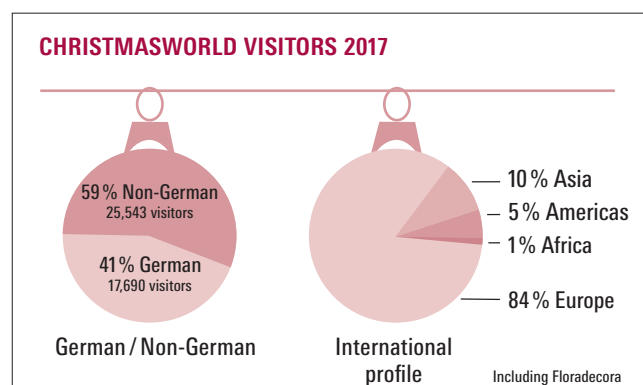 CHRISTMASWORLD VISITORS 2017
59 % Non-German
25,543 visitors
41 % German
17,690 visitors
German / Non-German
10 % Asia
5 % Americas
1 % Africa
84 % Europe
International
profile
Including Floradecora